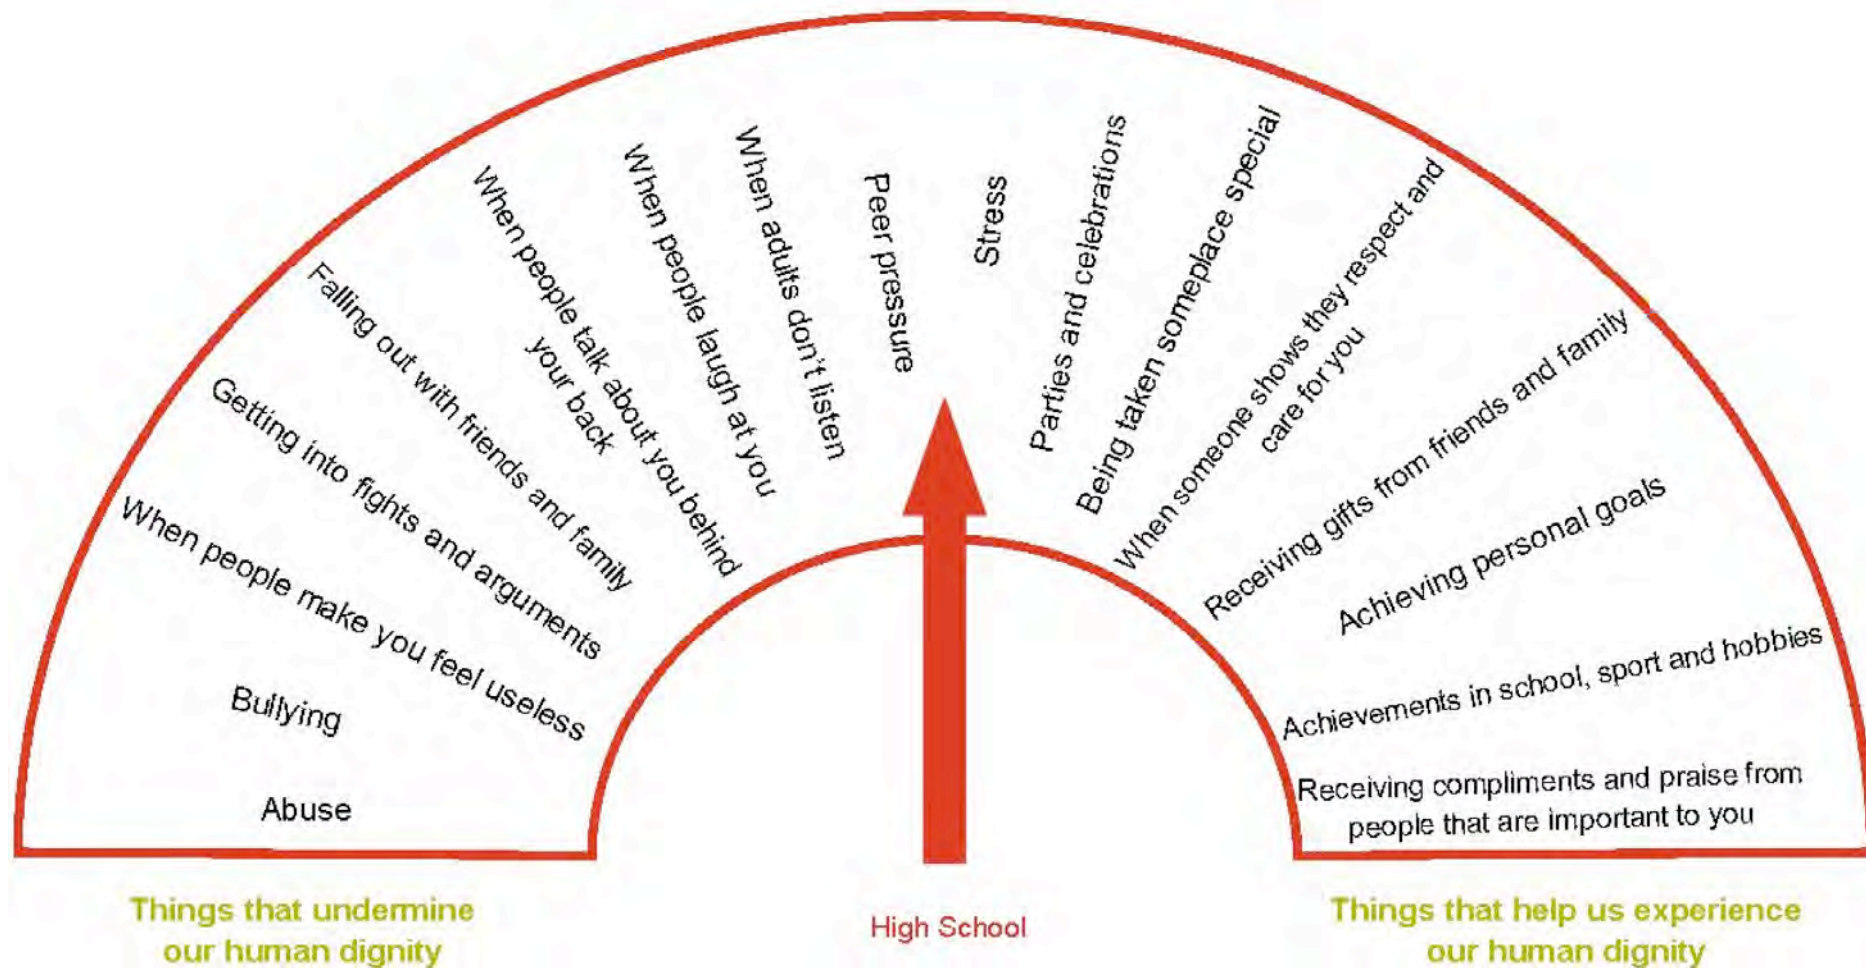 Abuse
Bullying
When people make you feel useless
Getting into fights and arguments
Falling out with friends and family
When people talk about you behind
your back
When people laugh at you
When adults don't listen
Peer pressure
Stress
Parties and celebrations
Being taken someplace special
When someone shows they respect and
care for you
Receiving gifts from friends and family
Achieving personal goals
Achievements in school, sport and hobbies
Receiving compliments and praise from
people that are important to you
Things that undermine
our human dignity
High School
Things that help us experience
our human dignity